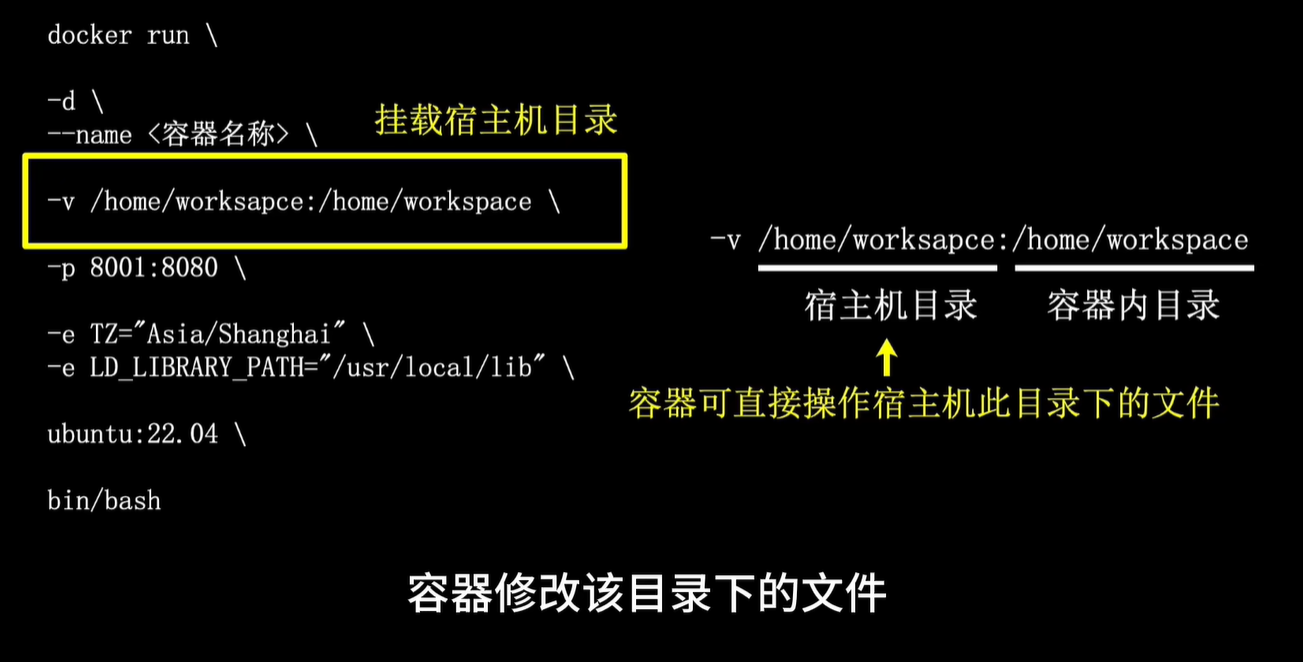 docker run \
-d \
--name <容器名称> \
挂载宿主机目录
-v /home/worksapce:/home/workspace \
-p 8001:8080 \
-e TZ="Asia/Shanghai" \
-e LD_LIBRARY_PATH="/usr/local/lib" \
ubuntu:22.04 \
bin/bash
-v /home/worksapce:/home/workspace
宿主机目录
容器内目录
容器可直接操作宿主机此目录下的文件
容器修改该目录下的文件